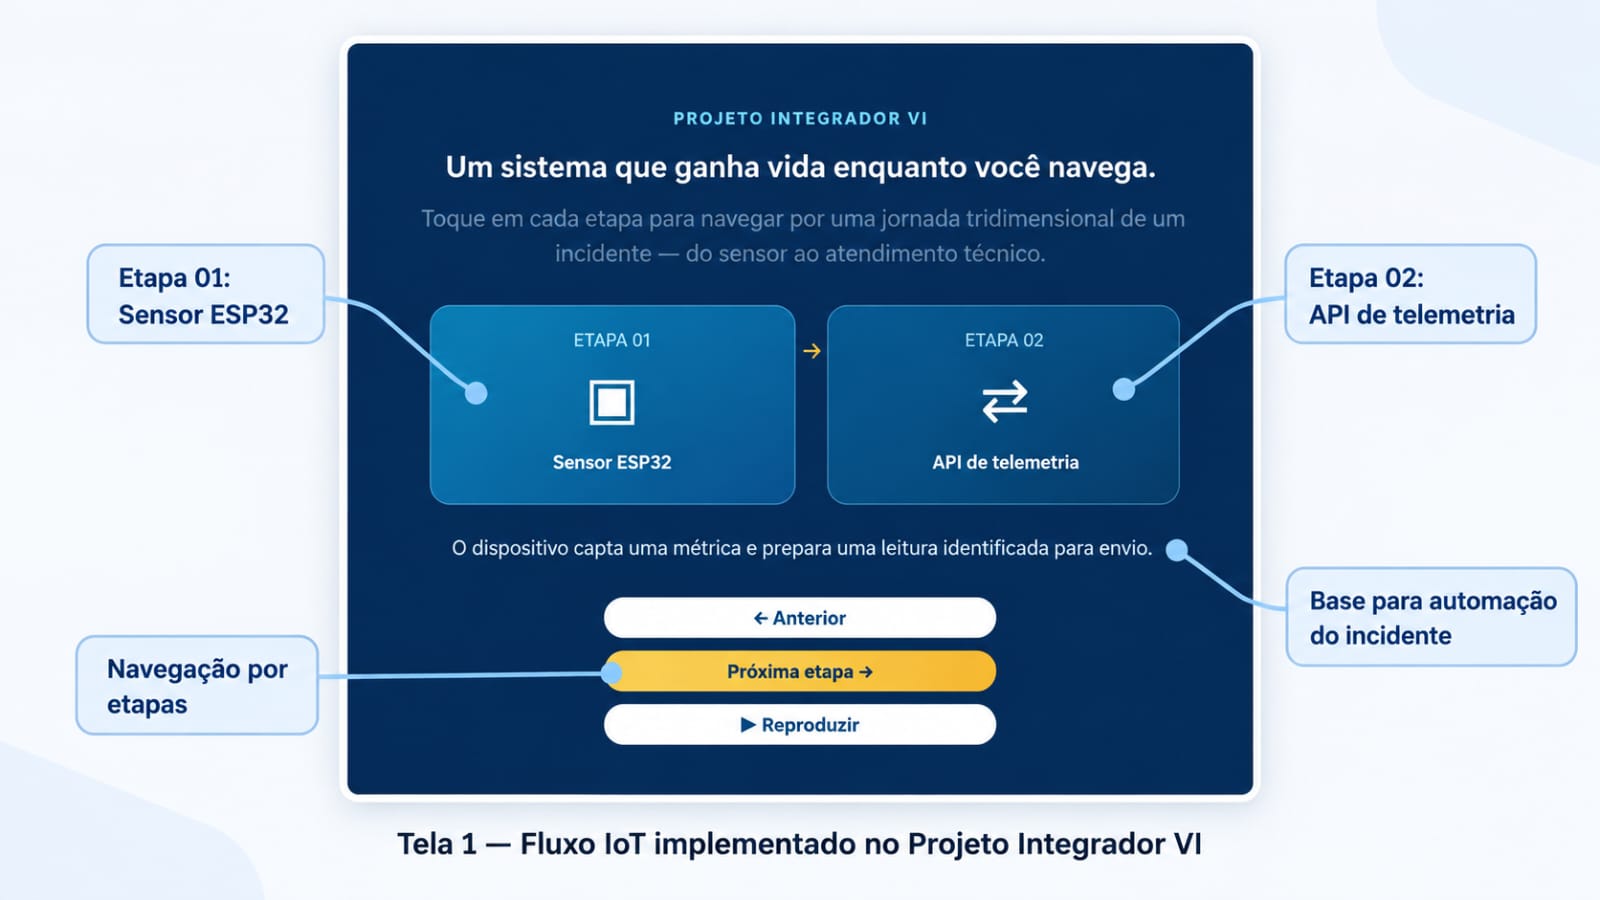 PROJETO INTEGRADOR VI
Um sistema que ganha vida enquanto você navega.
Toque em cada etapa para navegar por uma jornada tridimensional de um
incidente — do sensor ao atendimento técnico.
Etapa 01:
Sensor ESP32
Etapa 02:
API de telemetria
ETAPA 01
→
ETAPA 02
⇄
Sensor ESP32
API de telemetria
O dispositivo capta uma métrica e prepara uma leitura identificada para envio.
Base para automação
do incidente
← Anterior
Navegação por
etapas
Próxima etapa →
▶ Reproduzir
Tela 1 — Fluxo IoT implementado no Projeto Integrador VI